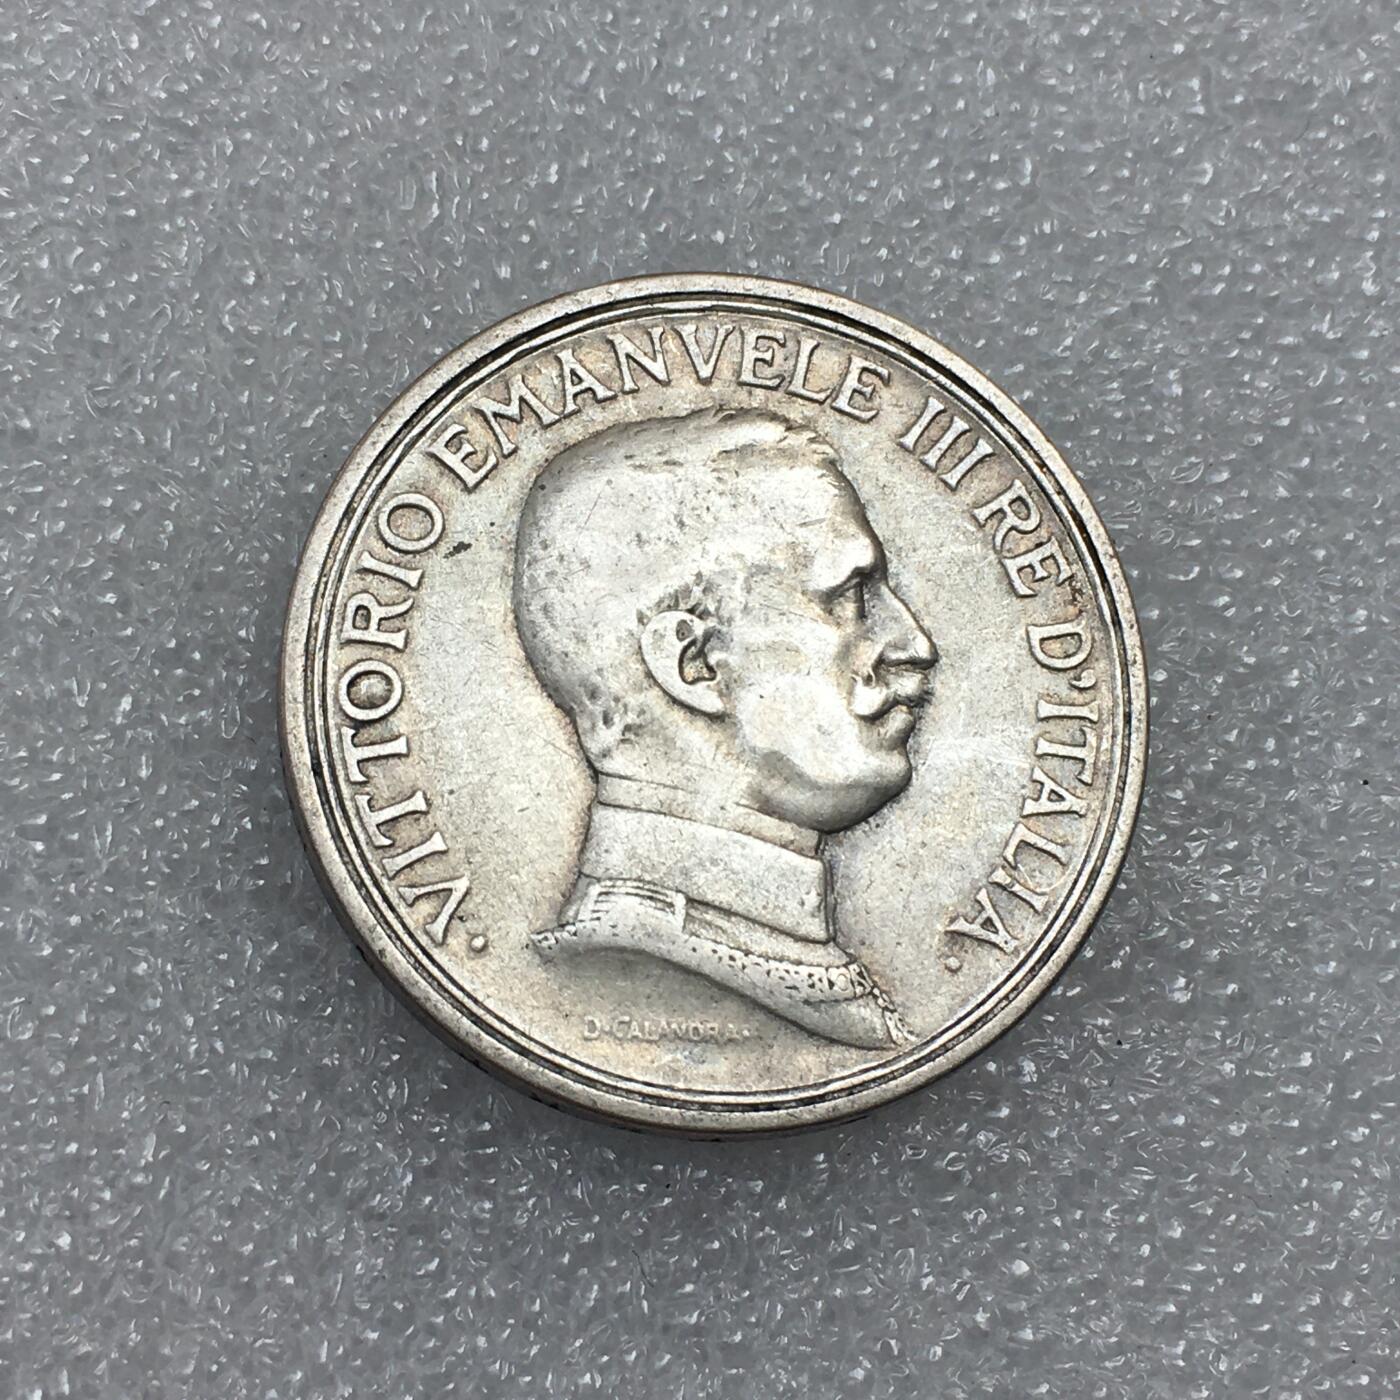 · VITTORIO EMANVELE III RE D'ITALIA ·
D·CALANDRA·